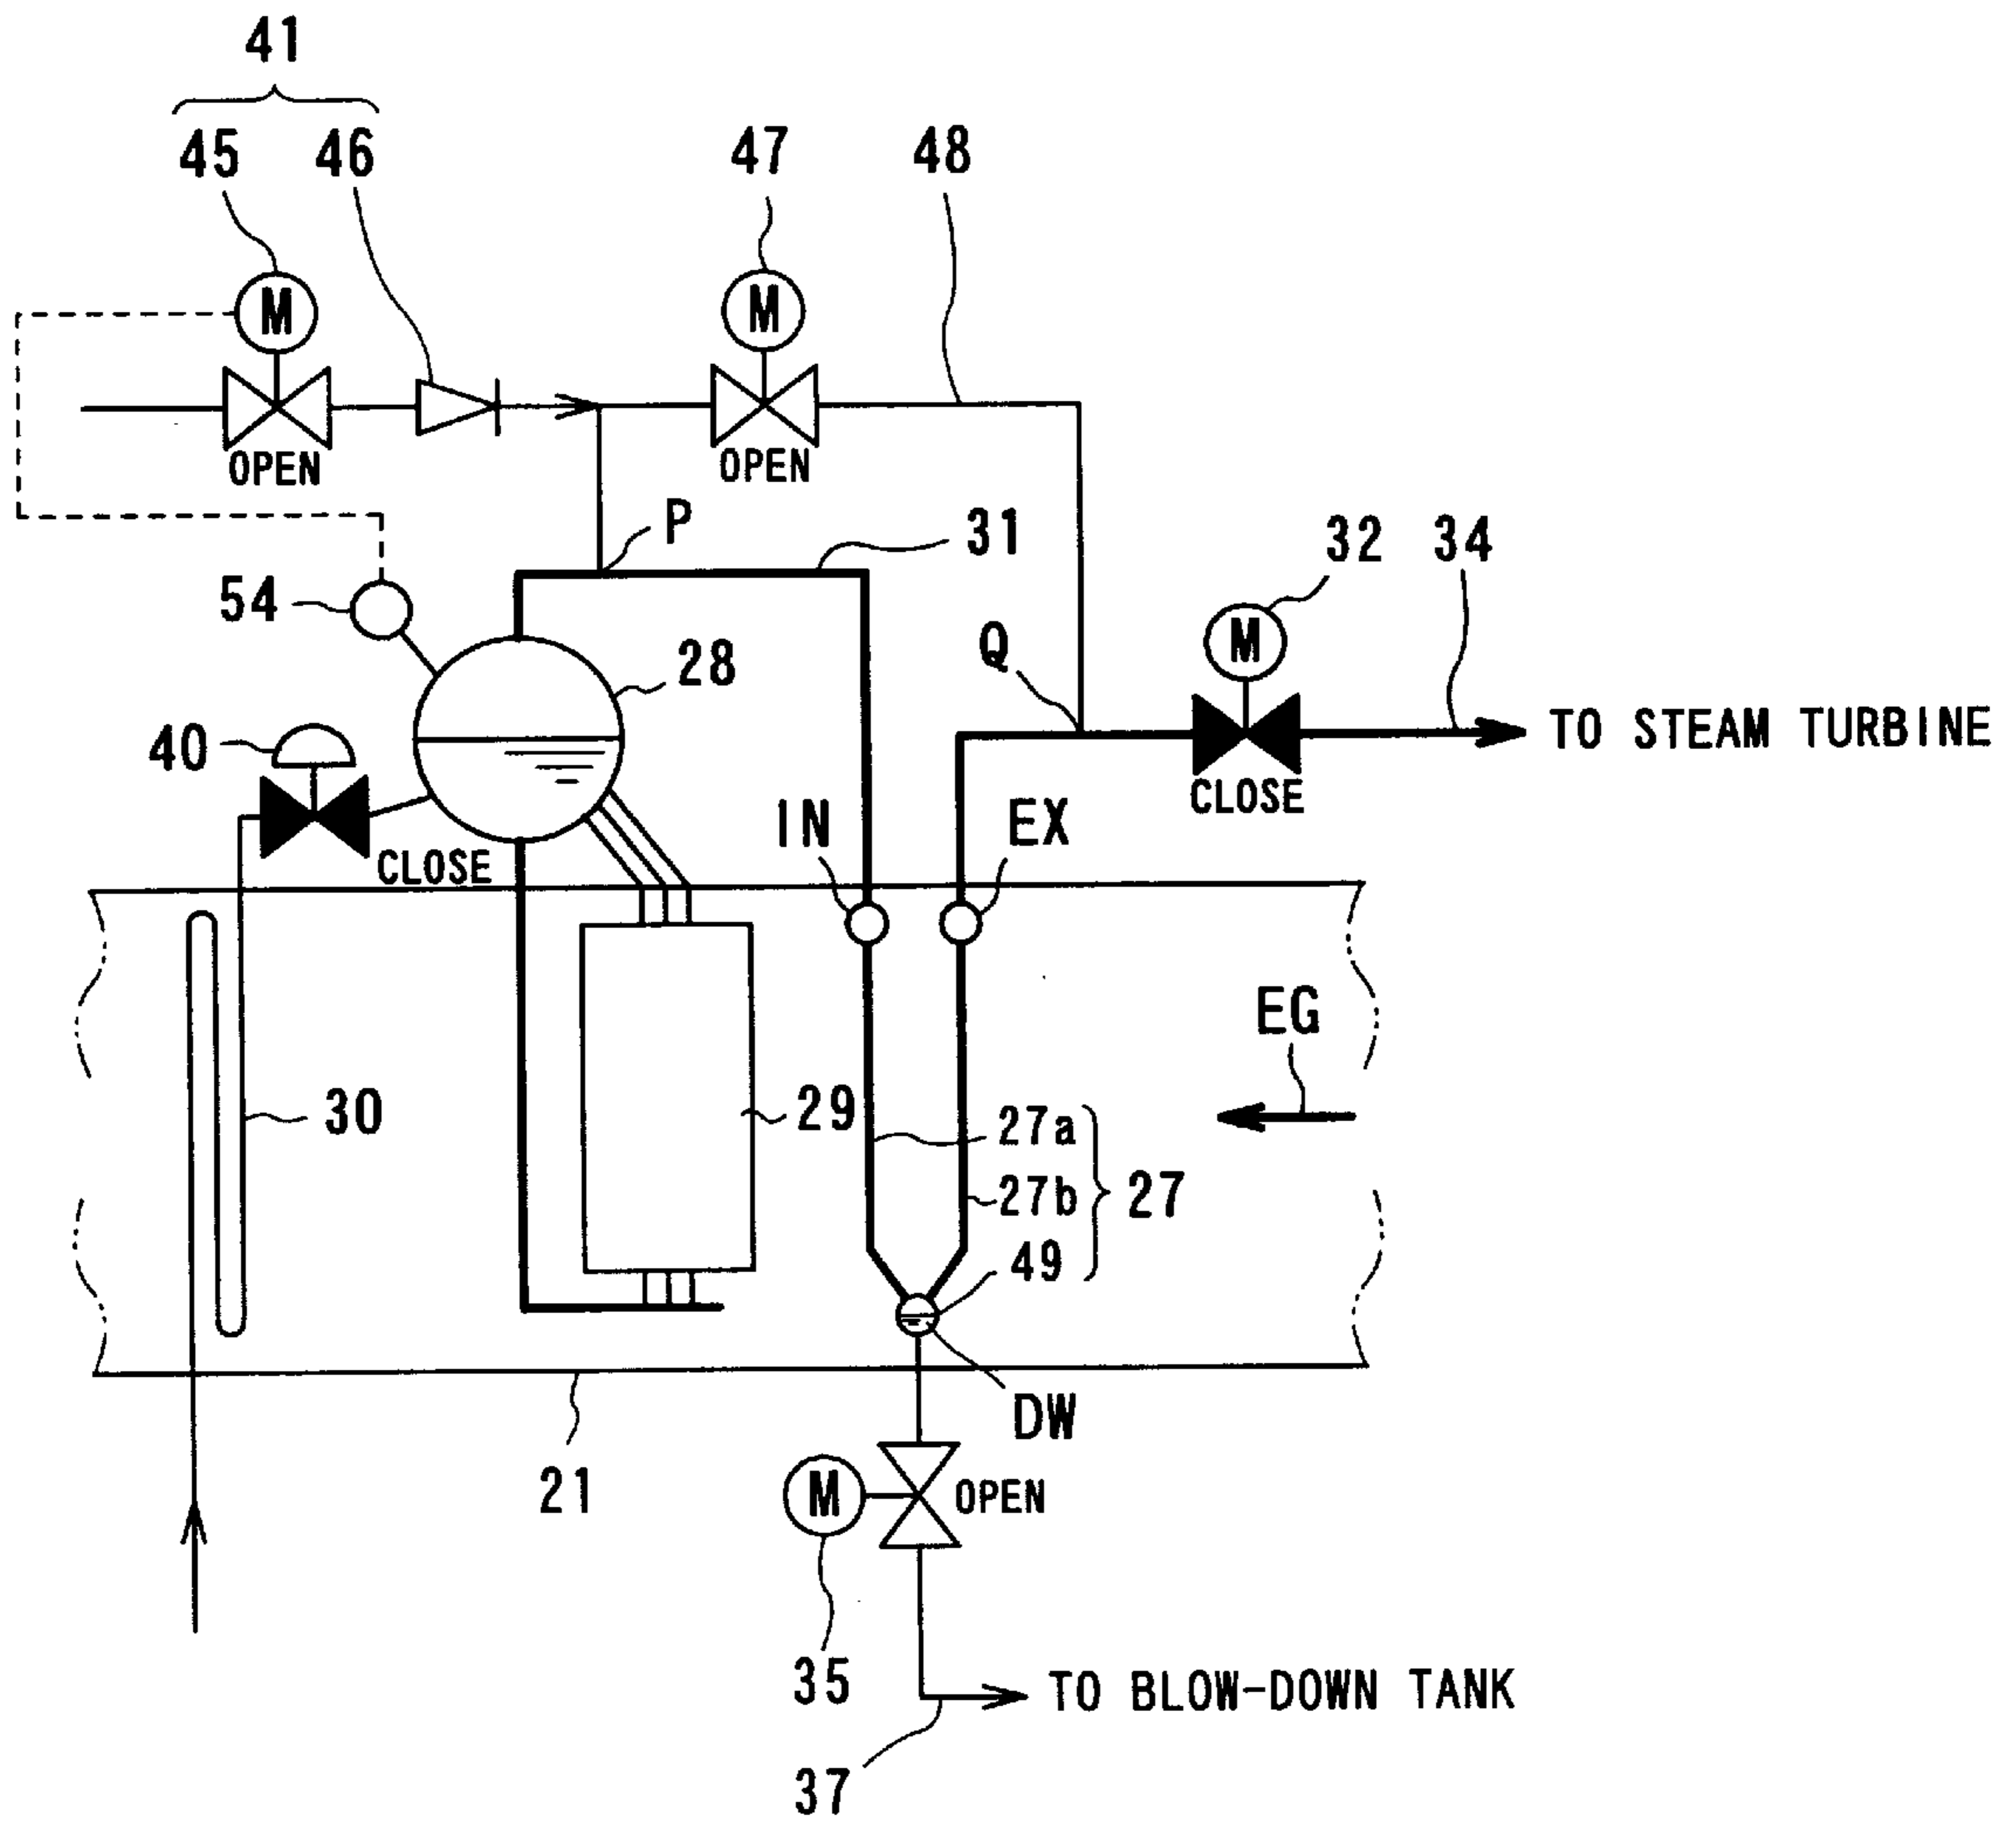 41
45 46 47 48
M M
OPEN OPEN
P 31 32 34
54 M
28 Q
40 TO STEAM TURBINE
CLOSE
IN EX
CLOSE
EG
30 29 27a
27b 27
49
DW
21 M OPEN
35 TO BLOW-DOWN TANK
37